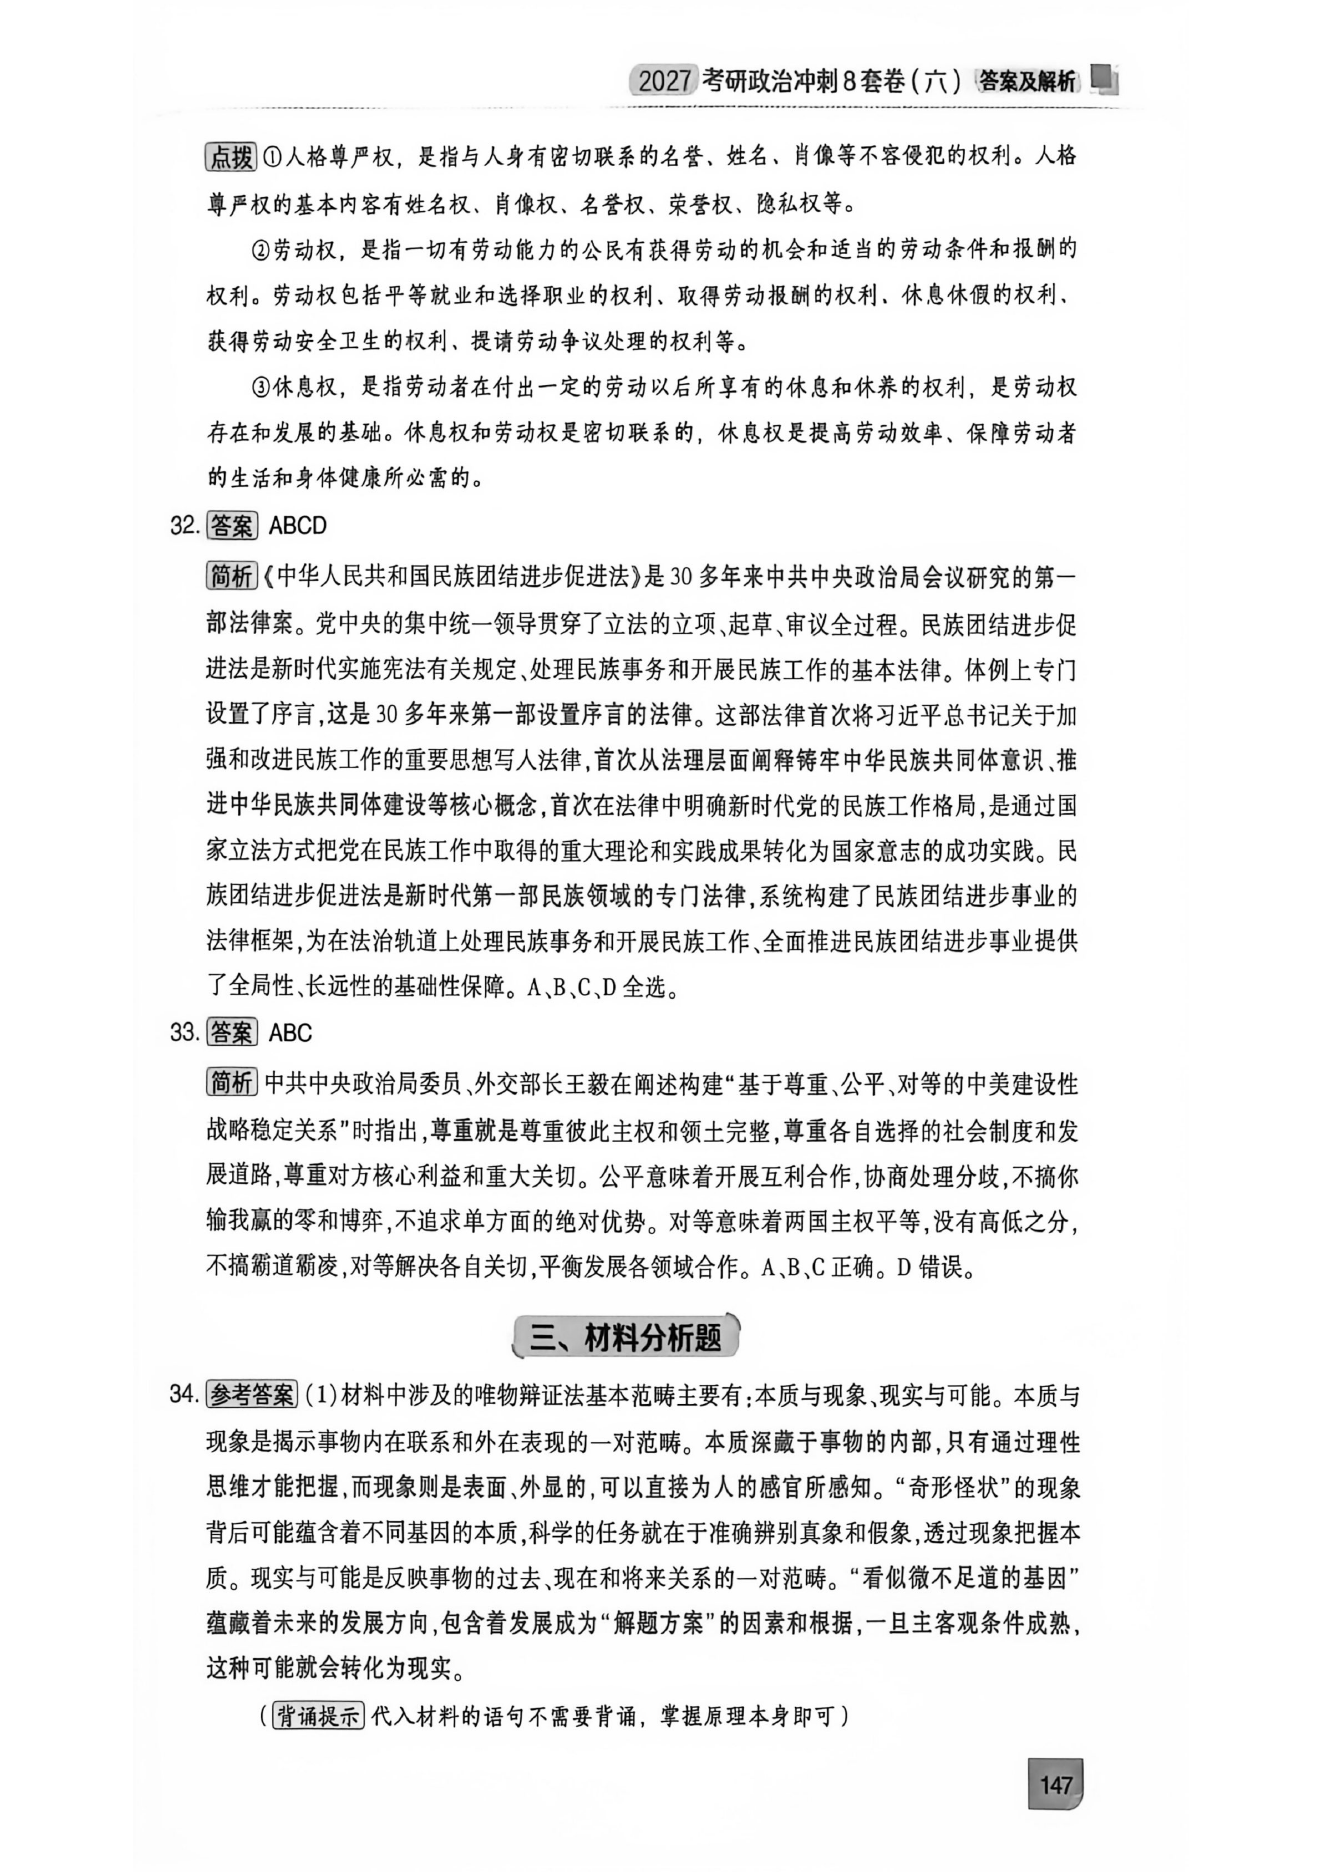 2027 考研政治冲刺8套卷(六) 答案及解析
点拨 ①人格尊严权，是指与人身有密切联系的名誉、姓名、肖像等不容侵犯的权利。人格
尊严权的基本内容有姓名权、肖像权、名誉权、荣誉权、隐私权等。
②劳动权，是指一切有劳动能力的公民有获得劳动的机会和适当的劳动条件和报酬的
权利。劳动权包括平等就业和选择职业的权利、取得劳动报酬的权利、休息休假的权利、
获得劳动安全卫生的权利、提请劳动争议处理的权利等。
③休息权，是指劳动者在付出一定的劳动以后所享有的休息和休养的权利，是劳动权
存在和发展的基础。休息权和劳动权是密切联系的，休息权是提高劳动效率、保障劳动者
的生活和身体健康所必需的。
32. 答案 ABCD
简析 《中华人民共和国民族团结进步促进法》是30多年来中共中央政治局会议研究的第一
部法律案。党中央的集中统一领导贯穿了立法的立项、起草、审议全过程。民族团结进步促
进法是新时代实施宪法有关规定、处理民族事务和开展民族工作的基本法律。体例上专门
设置了序言,这是30多年来第一部设置序言的法律。这部法律首次将习近平总书记关于加
强和改进民族工作的重要思想写入法律,首次从法理层面阐释铸牢中华民族共同体意识、推
进中华民族共同体建设等核心概念,首次在法律中明确新时代党的民族工作格局,是通过国
家立法方式把党在民族工作中取得的重大理论和实践成果转化为国家意志的成功实践。民
族团结进步促进法是新时代第一部民族领域的专门法律,系统构建了民族团结进步事业的
法律框架,为在法治轨道上处理民族事务和开展民族工作、全面推进民族团结进步事业提供
了全局性、长远性的基础性保障。A、B、C、D全选。
33. 答案 ABC
简析 中共中央政治局委员、外交部长王毅在阐述构建“基于尊重、公平、对等的中美建设性
战略稳定关系”时指出,尊重就是尊重彼此主权和领土完整,尊重各自选择的社会制度和发
展道路,尊重对方核心利益和重大关切。公平意味着开展互利合作,协商处理分歧,不搞你
输我赢的零和博弈,不追求单方面的绝对优势。对等意味着两国主权平等,没有高低之分,
不搞霸道霸凌,对等解决各自关切,平衡发展各领域合作。A、B、C正确。D错误。
三、材料分析题
34. 参考答案 (1)材料中涉及的唯物辩证法基本范畴主要有:本质与现象、现实与可能。本质与
现象是揭示事物内在联系和外在表现的一对范畴。本质深藏于事物的内部,只有通过理性
思维才能把握,而现象则是表面、外显的,可以直接为人的感官所感知。“奇形怪状”的现象
背后可能蕴含着不同基因的本质,科学的任务就在于准确辨别真象和假象,透过现象把握本
质。现实与可能是反映事物的过去、现在和将来关系的一对范畴。“看似微不足道的基因”
蕴藏着未来的发展方向,包含着发展成为“解题方案”的因素和根据,一旦主客观条件成熟,
这种可能就会转化为现实。
(背诵提示 代入材料的语句不需要背诵，掌握原理本身即可)
147